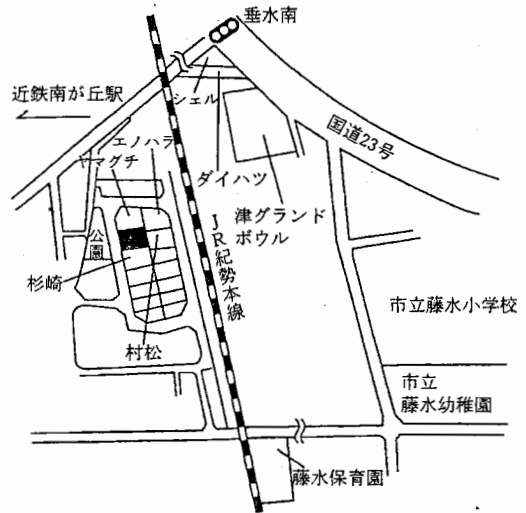 垂水南
近鉄南が丘駅
シェル
エノハラ
ヤマグチ
国道23号
ダイハツ
津グランド
ボウル
JR紀勢本線
公園
杉崎
市立藤水小学校
村松
市立
藤水幼稚園
藤水保育園